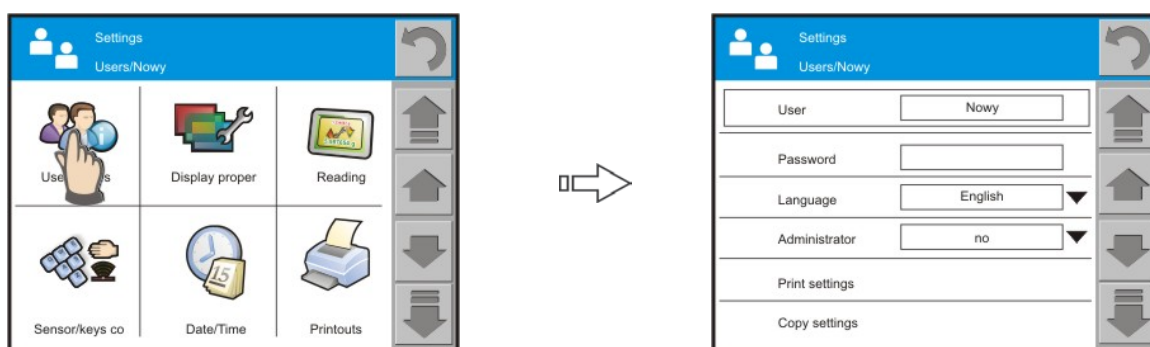 Settings
Users/Nowy
Display proper
Reading
Sensor/keys co
Date/Time
Printouts
15
Settings
Users/Nowy
User
Nowy
Password
Language
English
Administrator
no
Print settings
Copy settings